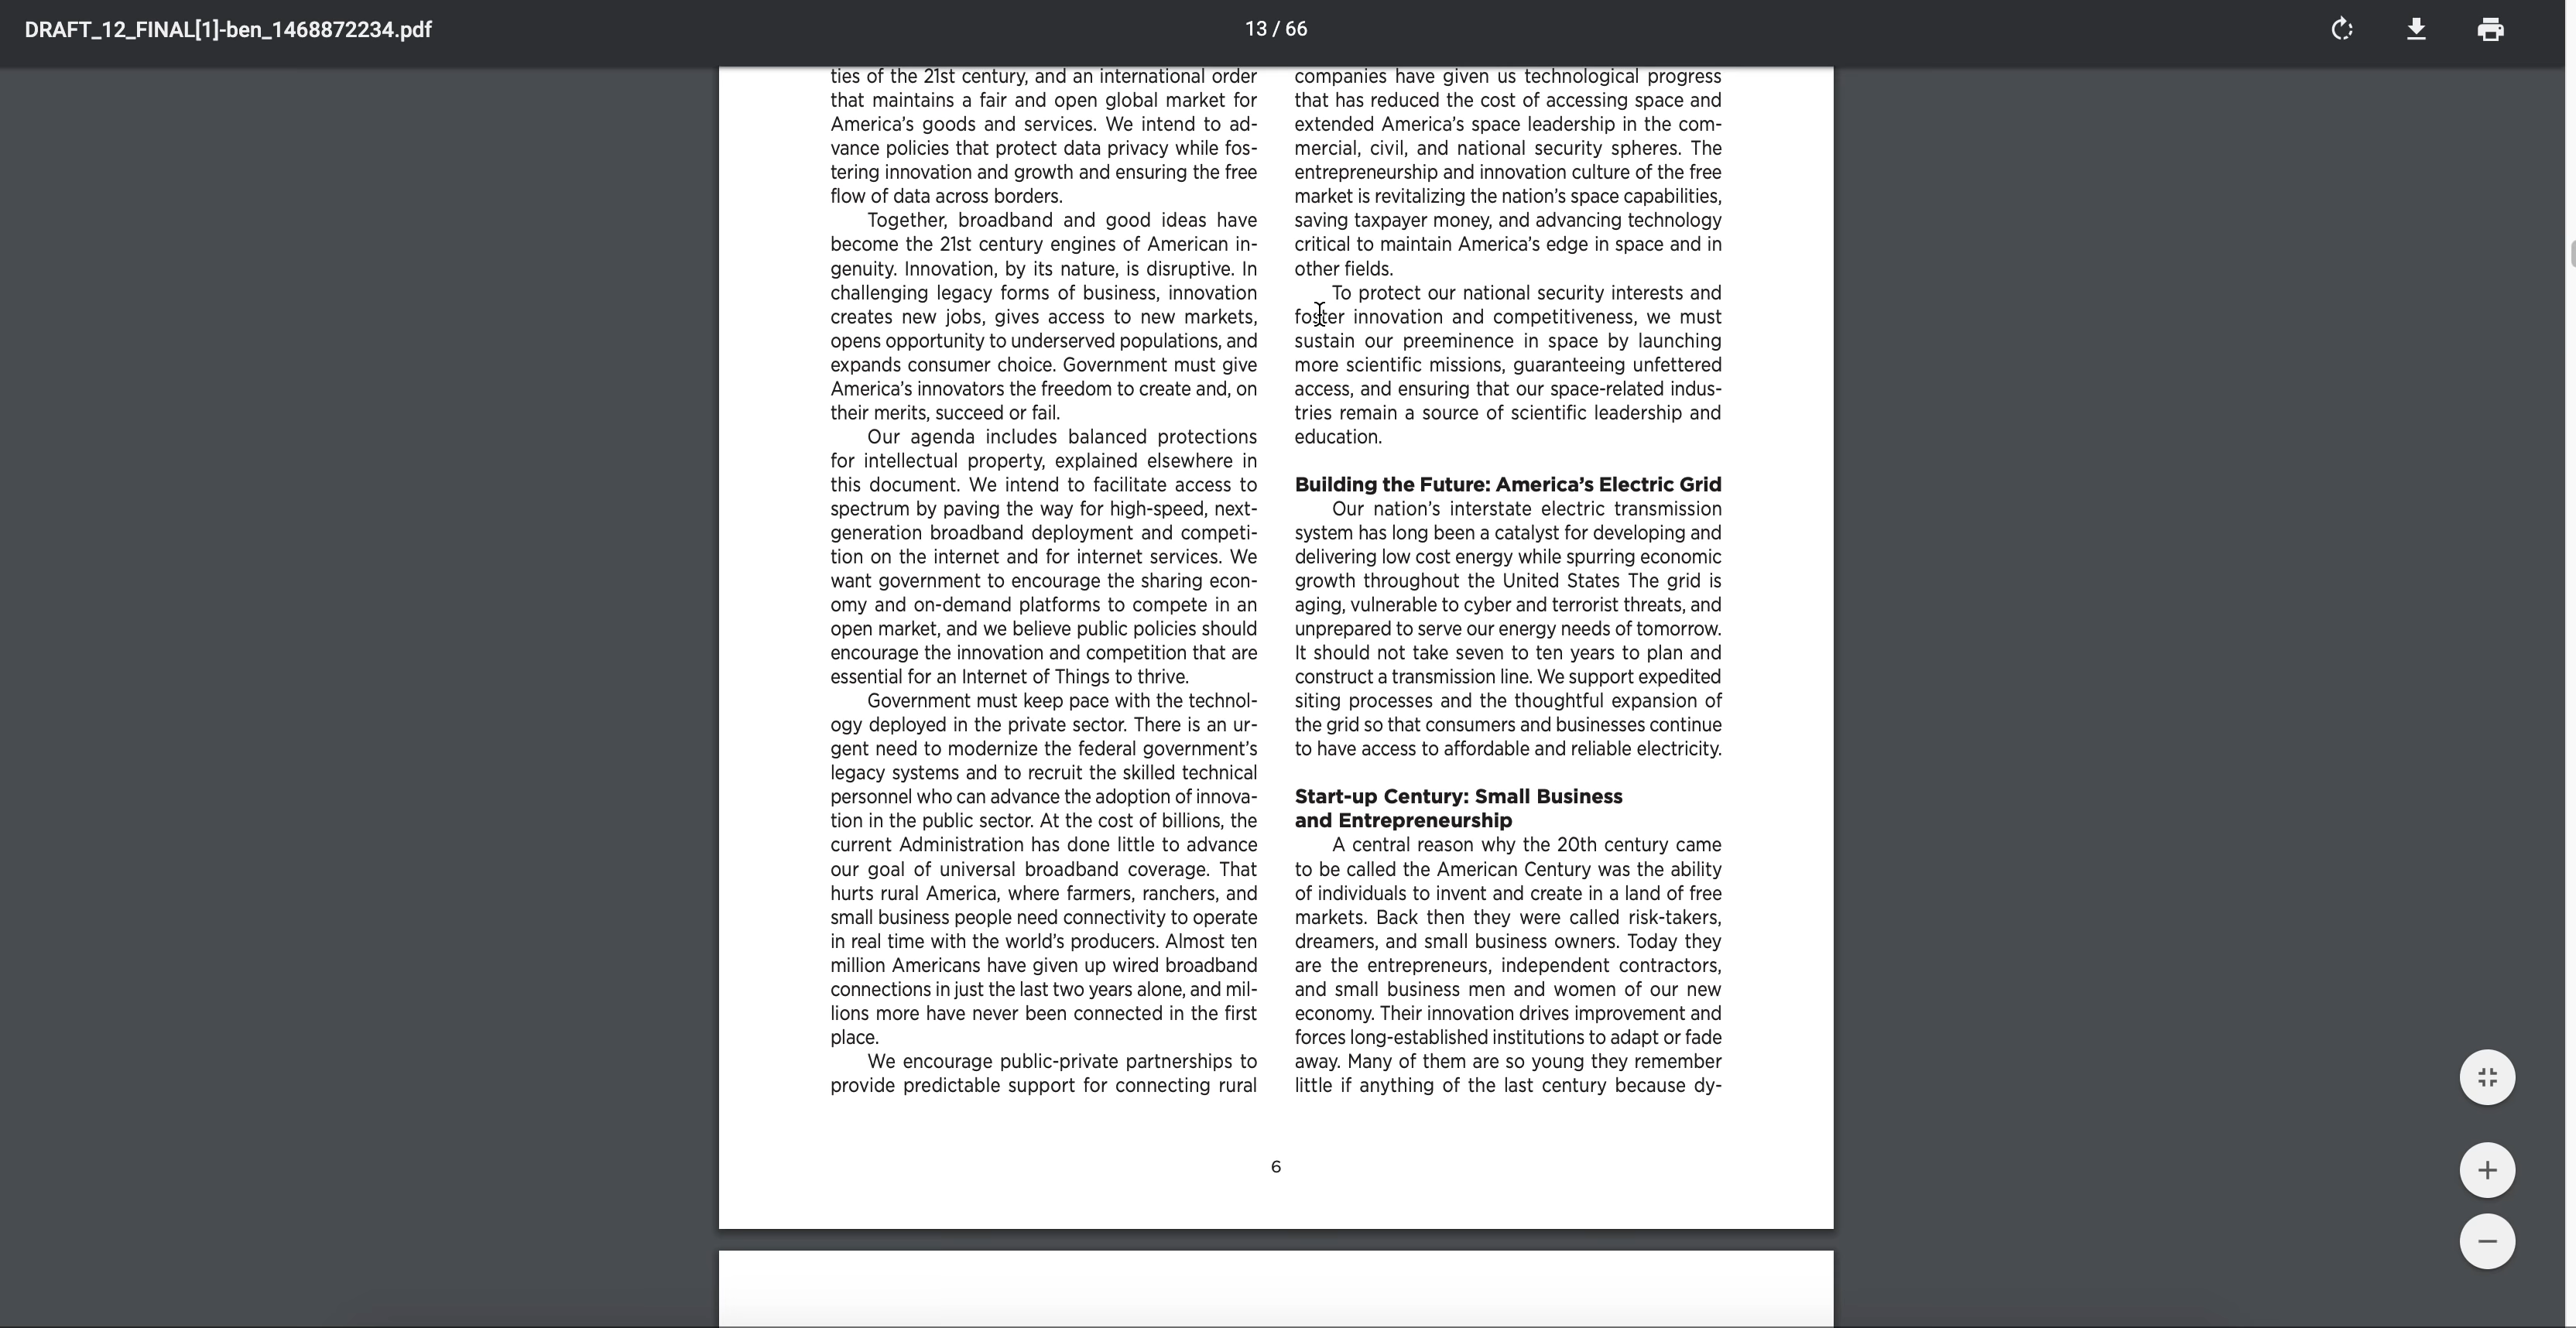 DRAFT_12_FINAL[1]-ben_1468872234.pdf
13 / 66
ties of the 21st century, and an international order
that maintains a fair and open global market for
America’s goods and services. We intend to ad-
vance policies that protect data privacy while fos-
tering innovation and growth and ensuring the free
flow of data across borders.
Together, broadband and good ideas have
become the 21st century engines of American in-
genuity. Innovation, by its nature, is disruptive. In
challenging legacy forms of business, innovation
creates new jobs, gives access to new markets,
opens opportunity to underserved populations, and
expands consumer choice. Government must give
America’s innovators the freedom to create and, on
their merits, succeed or fail.
Our agenda includes balanced protections
for intellectual property, explained elsewhere in
this document. We intend to facilitate access to
spectrum by paving the way for high-speed, next-
generation broadband deployment and competi-
tion on the internet and for internet services. We
want government to encourage the sharing econ-
omy and on-demand platforms to compete in an
open market, and we believe public policies should
encourage the innovation and competition that are
essential for an Internet of Things to thrive.
Government must keep pace with the technol-
ogy deployed in the private sector. There is an ur-
gent need to modernize the federal government’s
legacy systems and to recruit the skilled technical
personnel who can advance the adoption of innova-
tion in the public sector. At the cost of billions, the
current Administration has done little to advance
our goal of universal broadband coverage. That
hurts rural America, where farmers, ranchers, and
small business people need connectivity to operate
in real time with the world’s producers. Almost ten
million Americans have given up wired broadband
connections in just the last two years alone, and mil-
lions more have never been connected in the first
place.
We encourage public-private partnerships to
provide predictable support for connecting rural
companies have given us technological progress
that has reduced the cost of accessing space and
extended America’s space leadership in the com-
mercial, civil, and national security spheres. The
entrepreneurship and innovation culture of the free
market is revitalizing the nation’s space capabilities,
saving taxpayer money, and advancing technology
critical to maintain America’s edge in space and in
other fields.
To protect our national security interests and
foster innovation and competitiveness, we must
sustain our preeminence in space by launching
more scientific missions, guaranteeing unfettered
access, and ensuring that our space-related indus-
tries remain a source of scientific leadership and
education.
Building the Future: America’s Electric Grid
Our nation’s interstate electric transmission
system has long been a catalyst for developing and
delivering low cost energy while spurring economic
growth throughout the United States The grid is
aging, vulnerable to cyber and terrorist threats, and
unprepared to serve our energy needs of tomorrow.
It should not take seven to ten years to plan and
construct a transmission line. We support expedited
siting processes and the thoughtful expansion of
the grid so that consumers and businesses continue
to have access to affordable and reliable electricity.
Start-up Century: Small Business
and Entrepreneurship
A central reason why the 20th century came
to be called the American Century was the ability
of individuals to invent and create in a land of free
markets. Back then they were called risk-takers,
dreamers, and small business owners. Today they
are the entrepreneurs, independent contractors,
and small business men and women of our new
economy. Their innovation drives improvement and
forces long-established institutions to adapt or fade
away. Many of them are so young they remember
little if anything of the last century because dy-
6